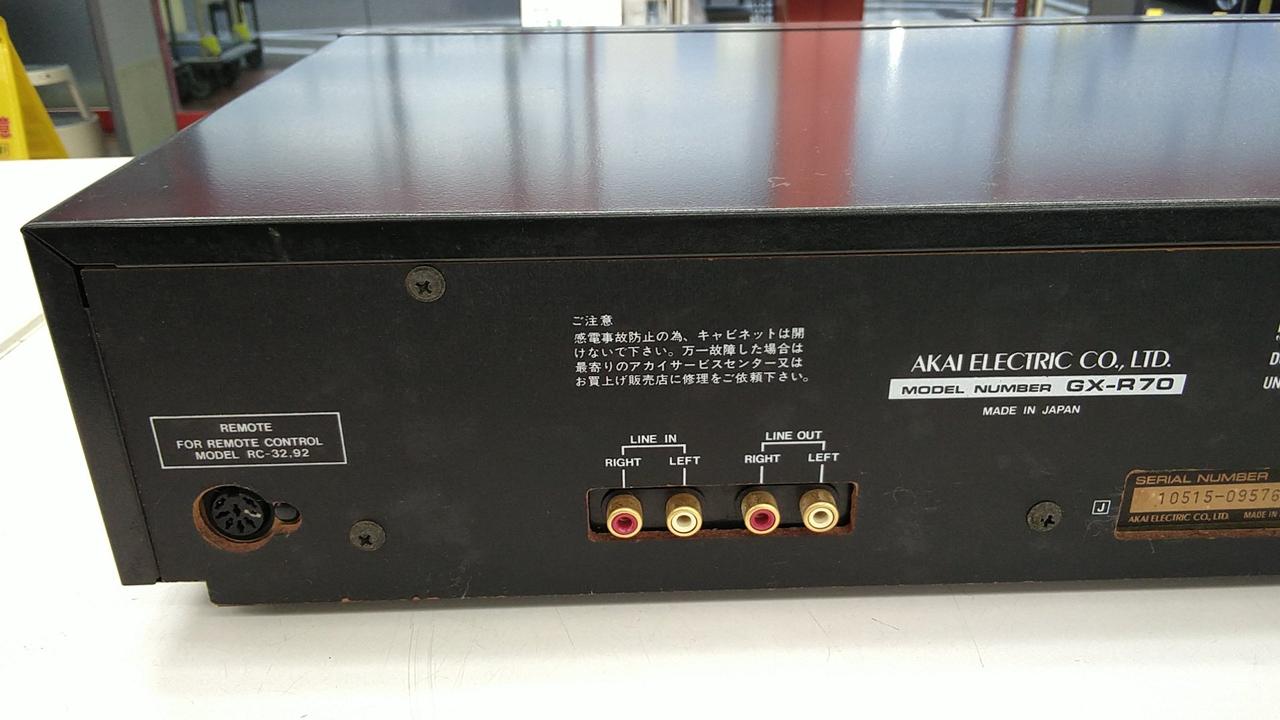 ご注意
感電事故防止の為、キャビネットは開
けないで下さい。万一故障した場合は
最寄りのアカイサービスセンター又は
お買上げ販売店に修理をご依頼下さい。
AKAI ELECTRIC CO., LTD.
MODEL NUMBER GX-R70
MADE IN JAPAN
REMOTE
FOR REMOTE CONTROL
MODEL RC-32,92
LINE IN
RIGHT LEFT
LINE OUT
RIGHT LEFT
J
SERIAL NUMBER
10515-09576
AKAI ELECTRIC CO., LTD. MADE IN